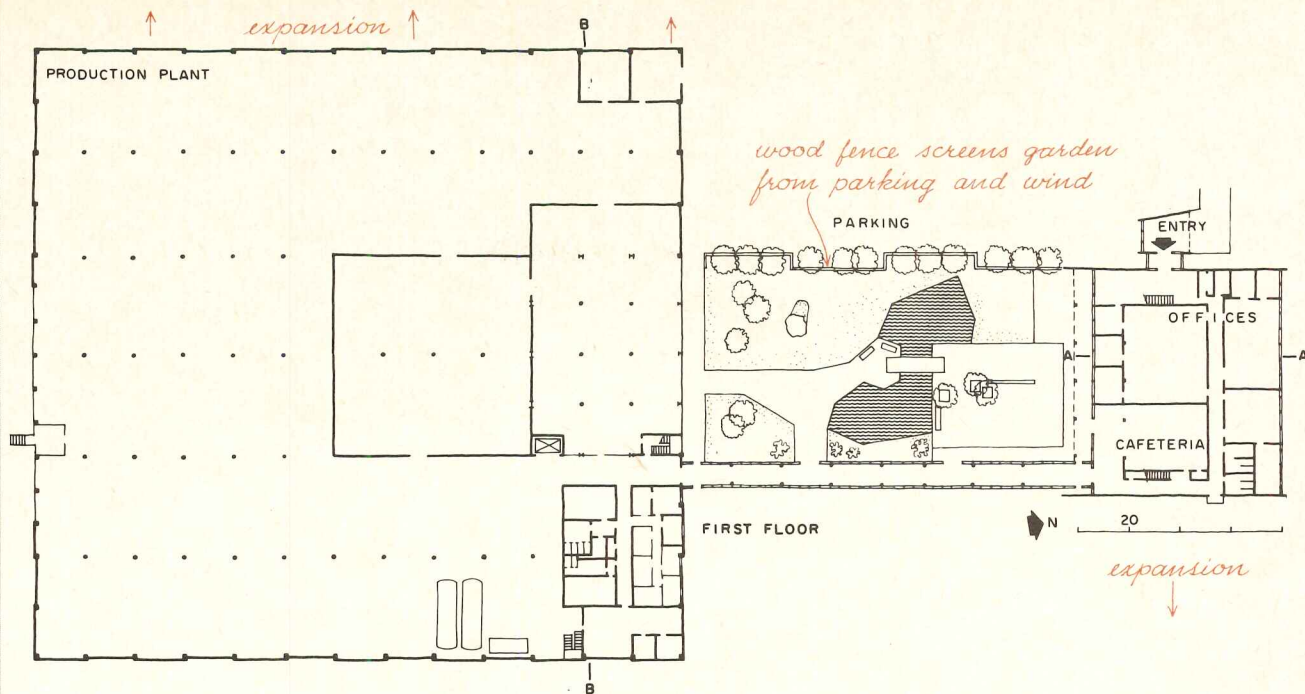 expansion
B
PRODUCTION PLANT
wood fence screens garden
from parking and wind
PARKING
ENTRY
OFFICES
A
A
CAFETERIA
FIRST FLOOR
N
20
expansion
B